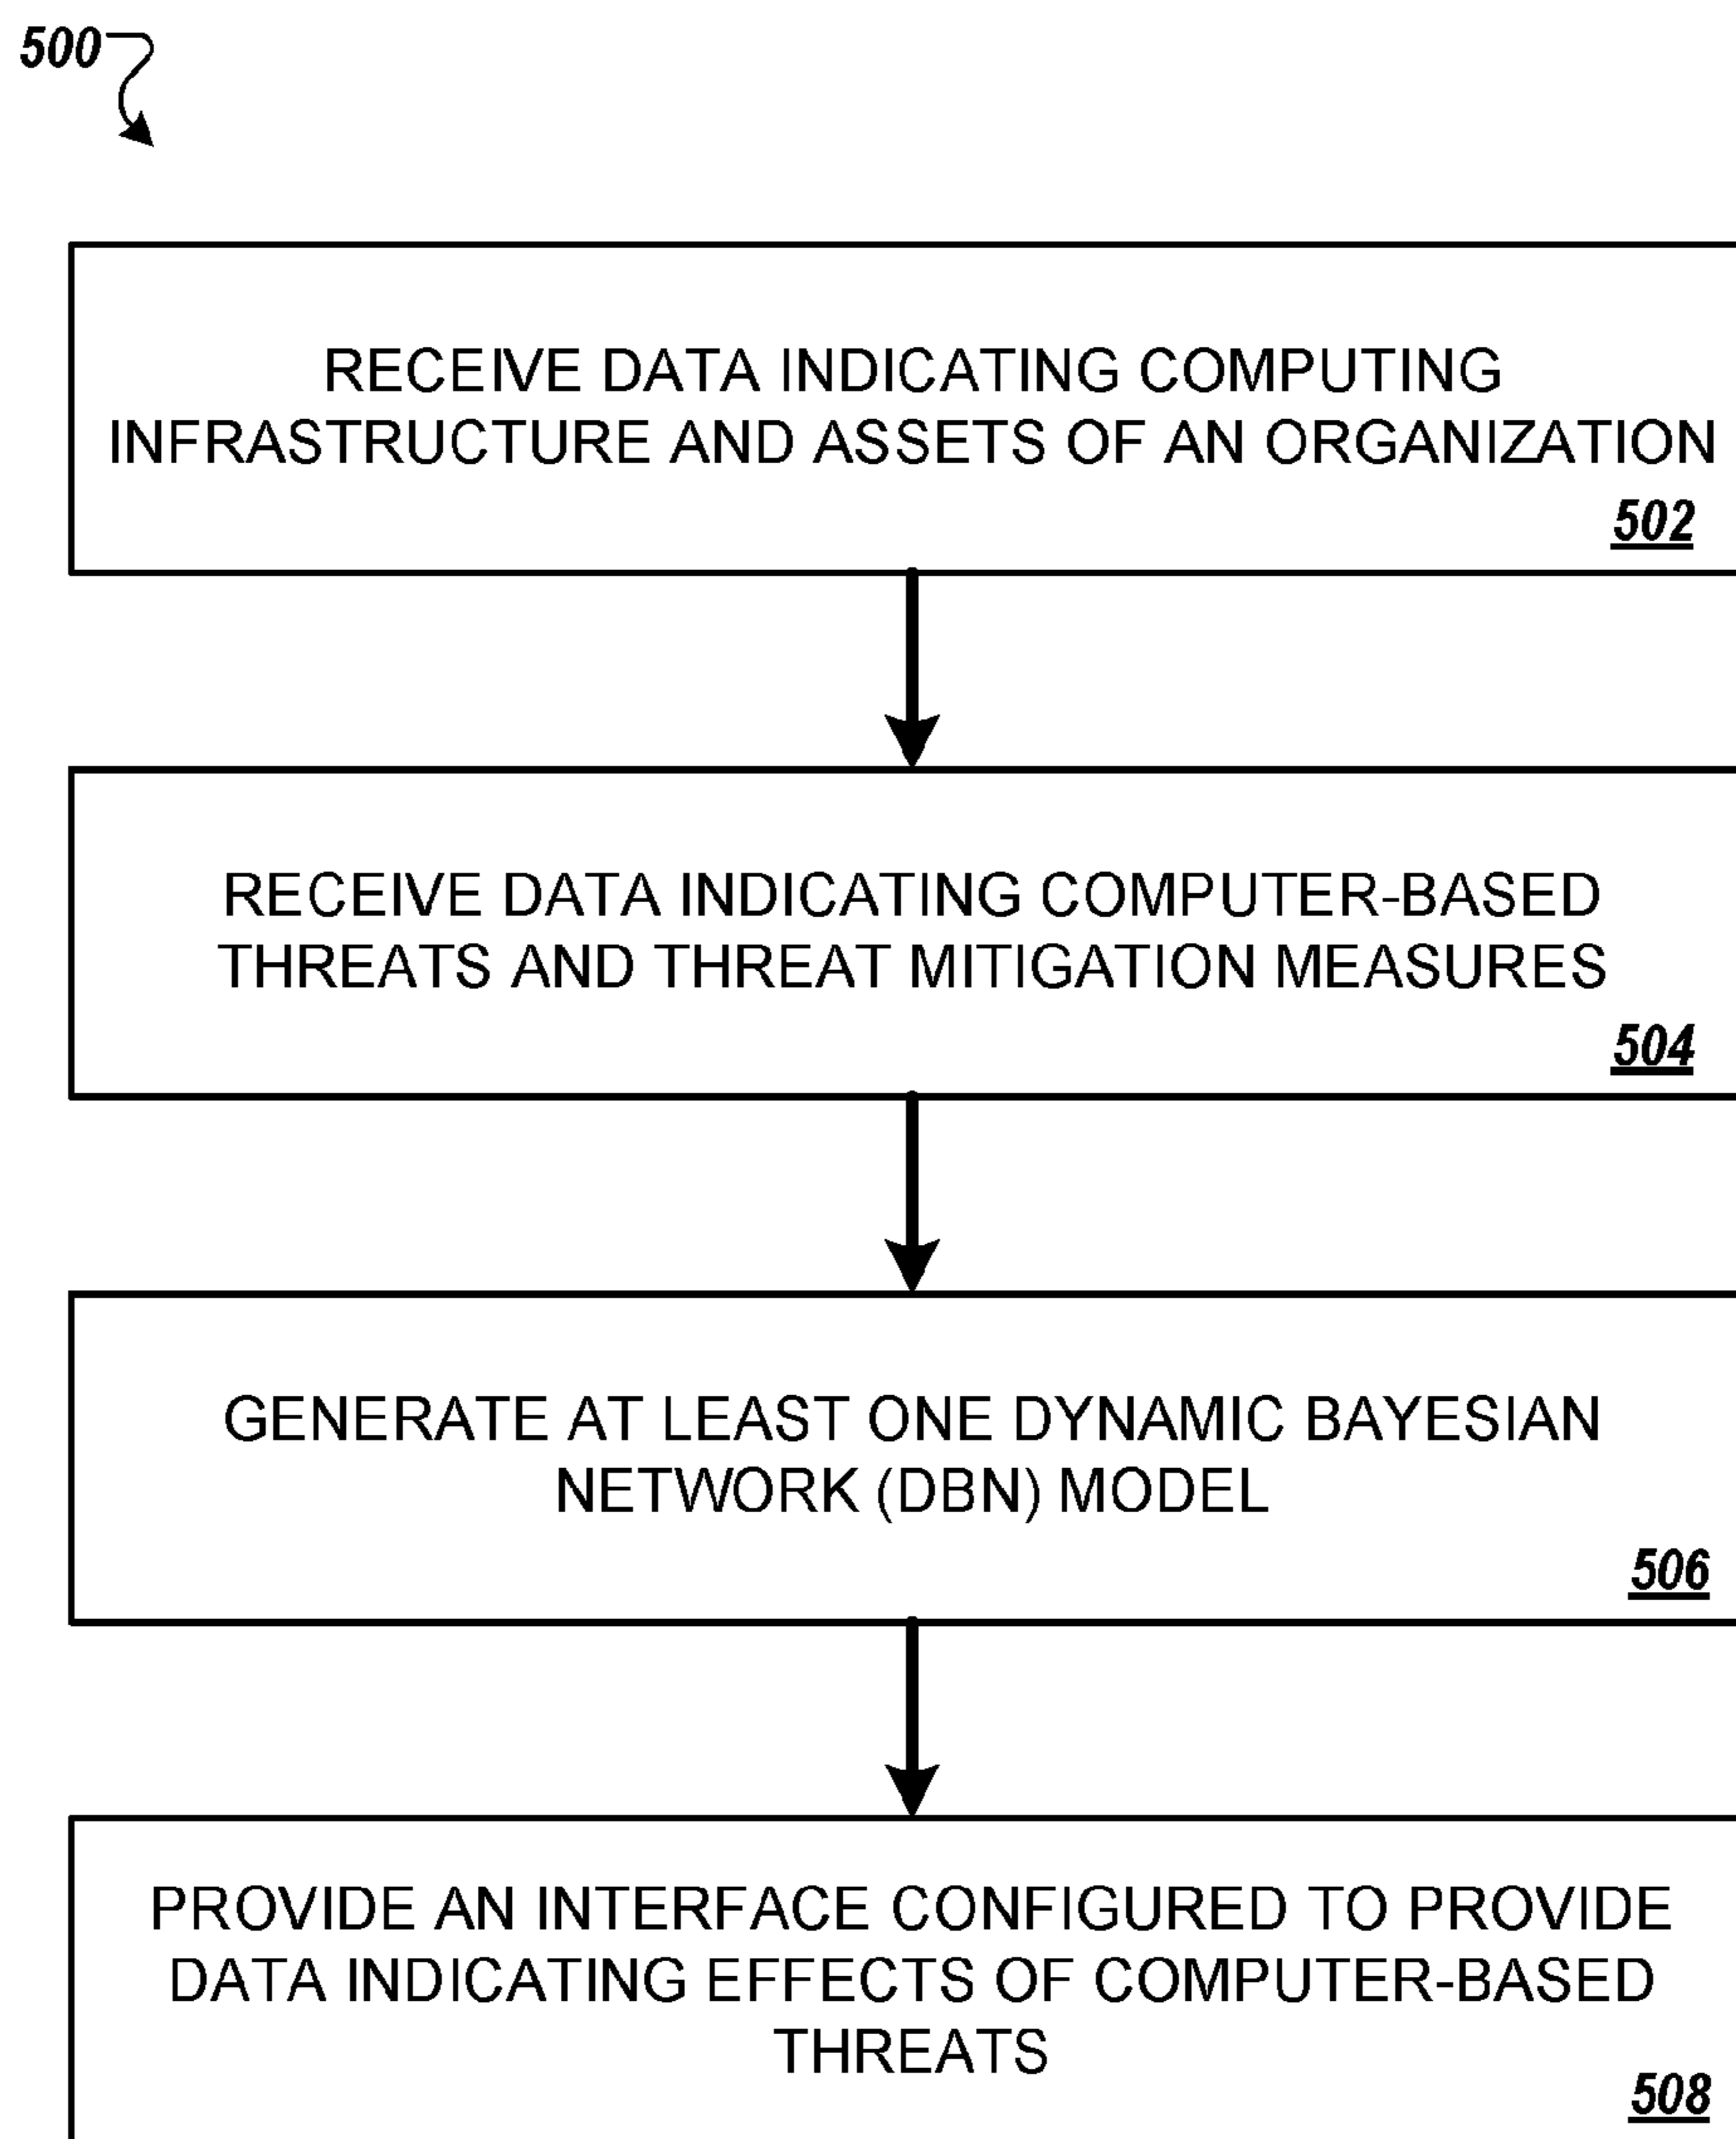 500
RECEIVE DATA INDICATING COMPUTING
INFRASTRUCTURE AND ASSETS OF AN ORGANIZATION
502
RECEIVE DATA INDICATING COMPUTER-BASED
THREATS AND THREAT MITIGATION MEASURES
504
GENERATE AT LEAST ONE DYNAMIC BAYESIAN
NETWORK (DBN) MODEL
506
PROVIDE AN INTERFACE CONFIGURED TO PROVIDE
DATA INDICATING EFFECTS OF COMPUTER-BASED
THREATS
508